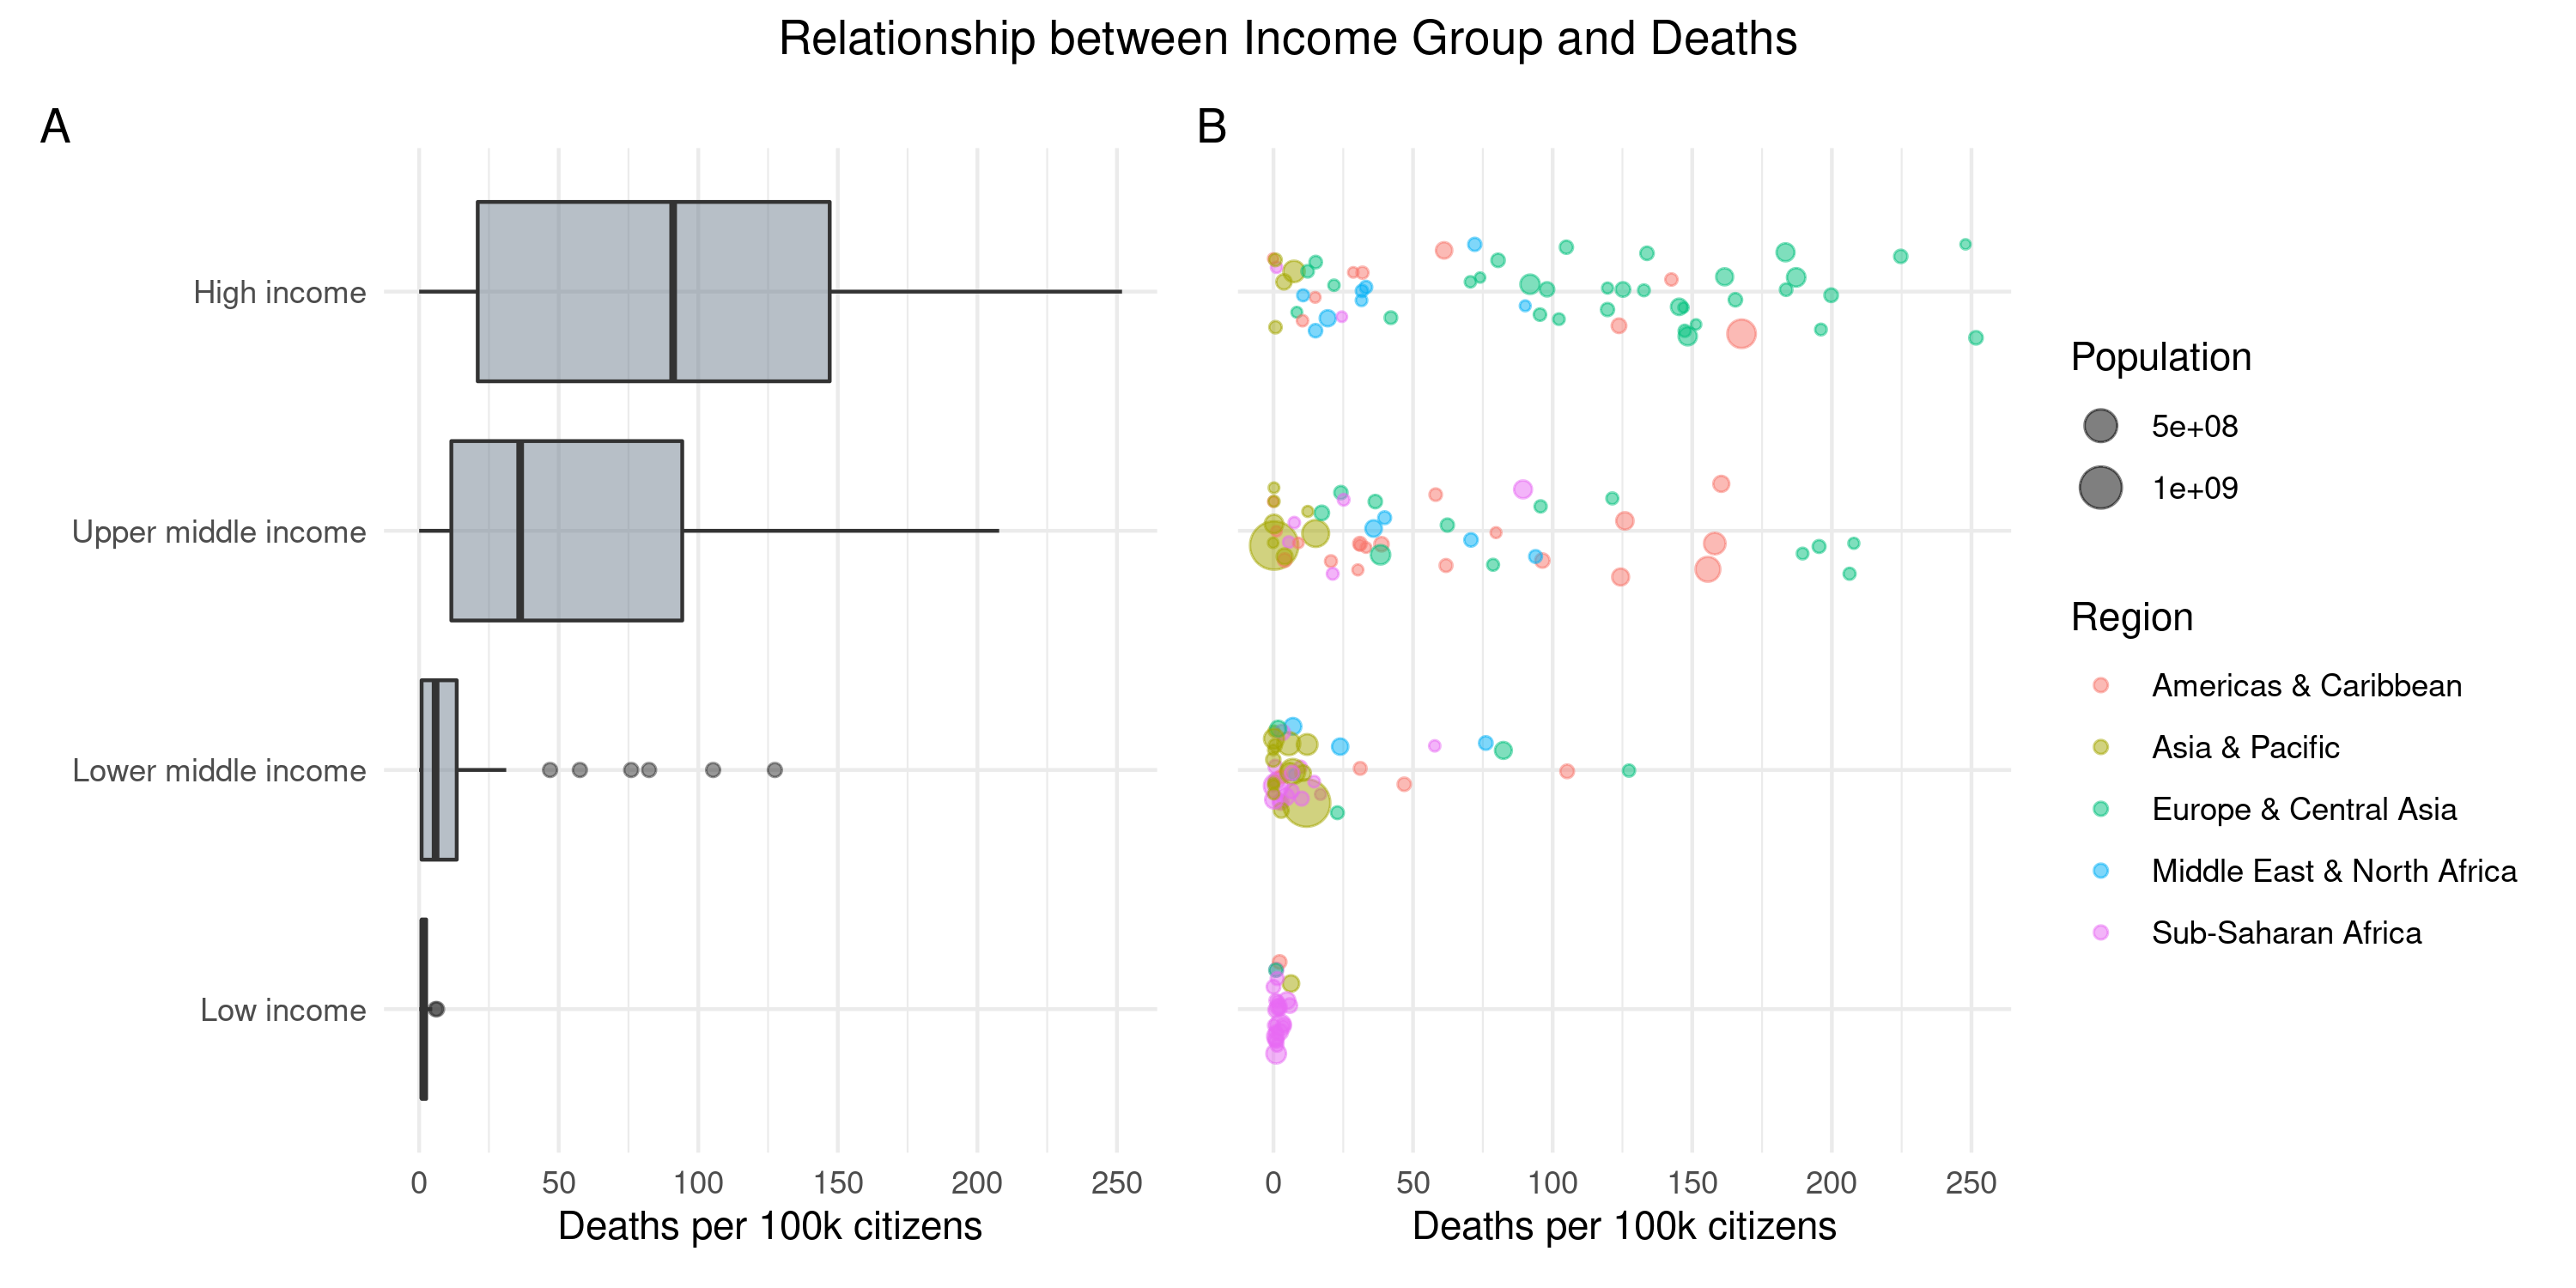 Relationship between Income Group and Deaths
A
B
High income
Upper middle income
Lower middle income
Low income
0 50 100 150 200 250
Deaths per 100k citizens
0 50 100 150 200 250
Deaths per 100k citizens
Population
5e+08
1e+09
Region
Americas & Caribbean
Asia & Pacific
Europe & Central Asia
Middle East & North Africa
Sub-Saharan Africa